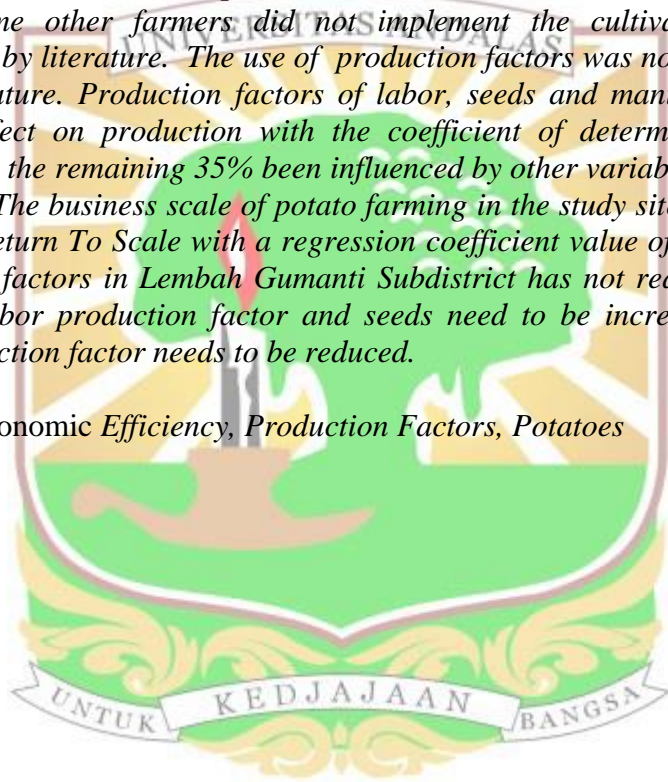 ne other farmers did not implement the cultiva
UNIVERSITAS ANDALAS
by literature. The use of production factors was no
ture. Production factors of labor, seeds and man
fect on production with the coefficient of determ
the remaining 35% been influenced by other variab
The business scale of potato farming in the study sit
eturn To Scale with a regression coefficient value of
factors in Lembah Gumanti Subdistrict has not rea
bor production factor and seeds need to be incre
ction factor needs to be reduced.
onomic Efficiency, Production Factors, Potatoes
UNTUK KEDJAJAAN BANGSA